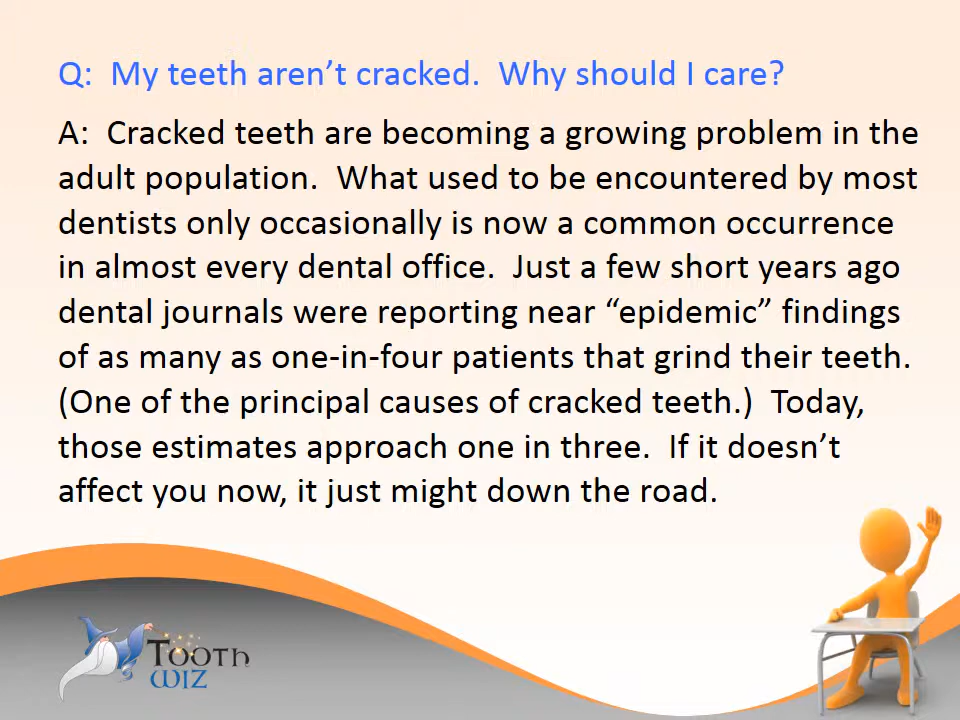 Q:  My teeth aren’t cracked.  Why should I care?
A:  Cracked teeth are becoming a growing problem in the
adult population.  What used to be encountered by most
dentists only occasionally is now a common occurrence
in almost every dental office.  Just a few short years ago
dental journals were reporting near “epidemic” findings
of as many as one-in-four patients that grind their teeth.
(One of the principal causes of cracked teeth.)  Today,
those estimates approach one in three.  If it doesn’t
affect you now, it just might down the road.
Tooth
Wiz